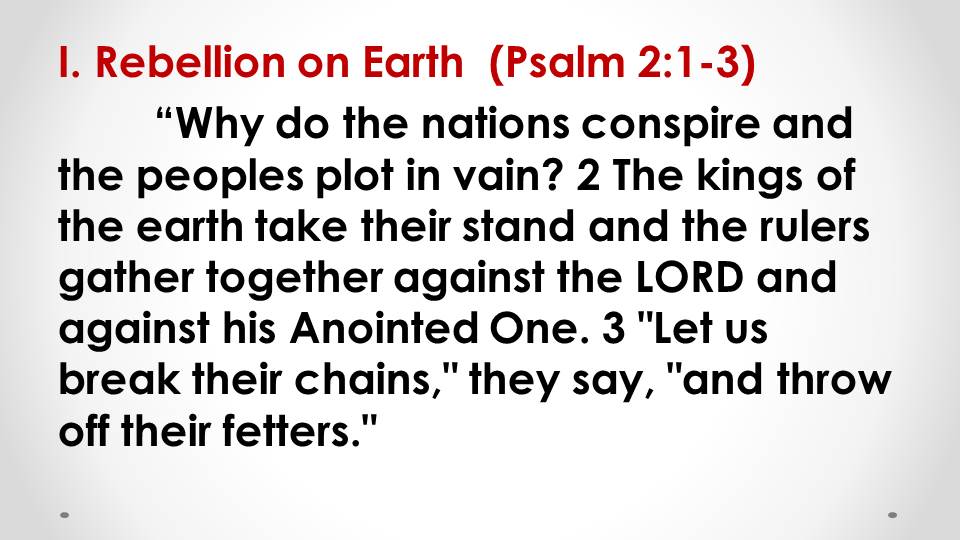 I. Rebellion on Earth  (Psalm 2:1-3)
“Why do the nations conspire and
the peoples plot in vain? 2 The kings of
the earth take their stand and the rulers
gather together against the LORD and
against his Anointed One. 3 "Let us
break their chains," they say, "and throw
off their fetters."